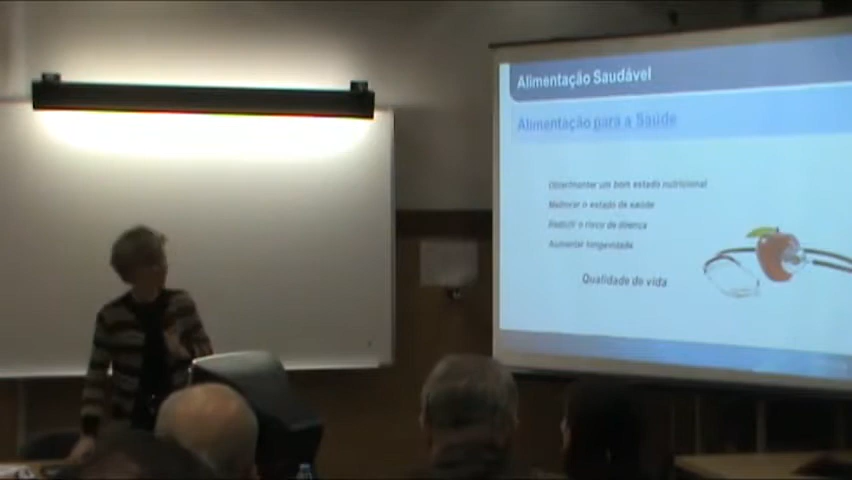 Alimentação Saudável
Alimentação para a Saúde
Obter/manter um bom estado nutricional
Melhorar o estado de saúde
Reduzir o risco de doença
Aumentar longevidade
Qualidade de vida